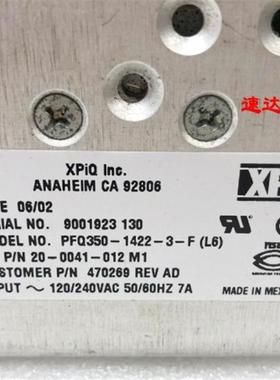 速达
XPiQ Inc.
ANAHEIM CA 92806
XP
E 06/02
IAL NO. 9001923 130
DEL NO. PFQ350-1422-3-F (L6)
P/N 20-0041-012 M1
STOMER P/N 470269 REV AD
PUT ~ 120/240VAC 50/60HZ 7A
MADE IN MEX